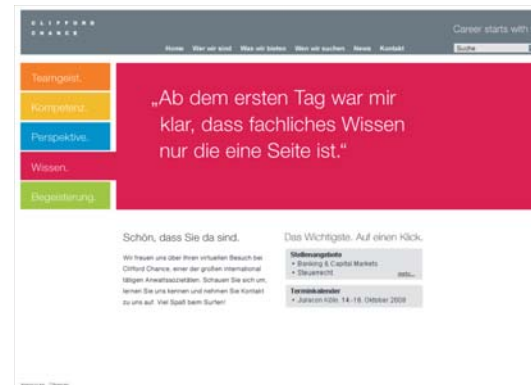 CLIFFORD
CHANCE
Career starts with
Home Wer wir sind Was wir bieten Wen wir suchen News Kontakt
Suche
Teamgeist.
Kompetenz.
Perspektive.
Wissen.
Begeisterung.
„Ab dem ersten Tag war mir
klar, dass fachliches Wissen
nur die eine Seite ist.“
Schön, dass Sie da sind.
Wir freuen uns über Ihren virtuellen Besuch bei
Clifford Chance, einer der großen international
tätigen Anwaltssozietäten. Schauen Sie sich um,
lernen Sie uns kennen und nehmen Sie Kontakt
zu uns auf. Viel Spaß beim Surfen!
Das Wichtigste. Auf einen Klick.
Stellenangebote
• Banking & Capital Markets
• Steuerrecht
mehr...
Terminkalender
• Juracon Köln, 14.-16. Oktober 2008